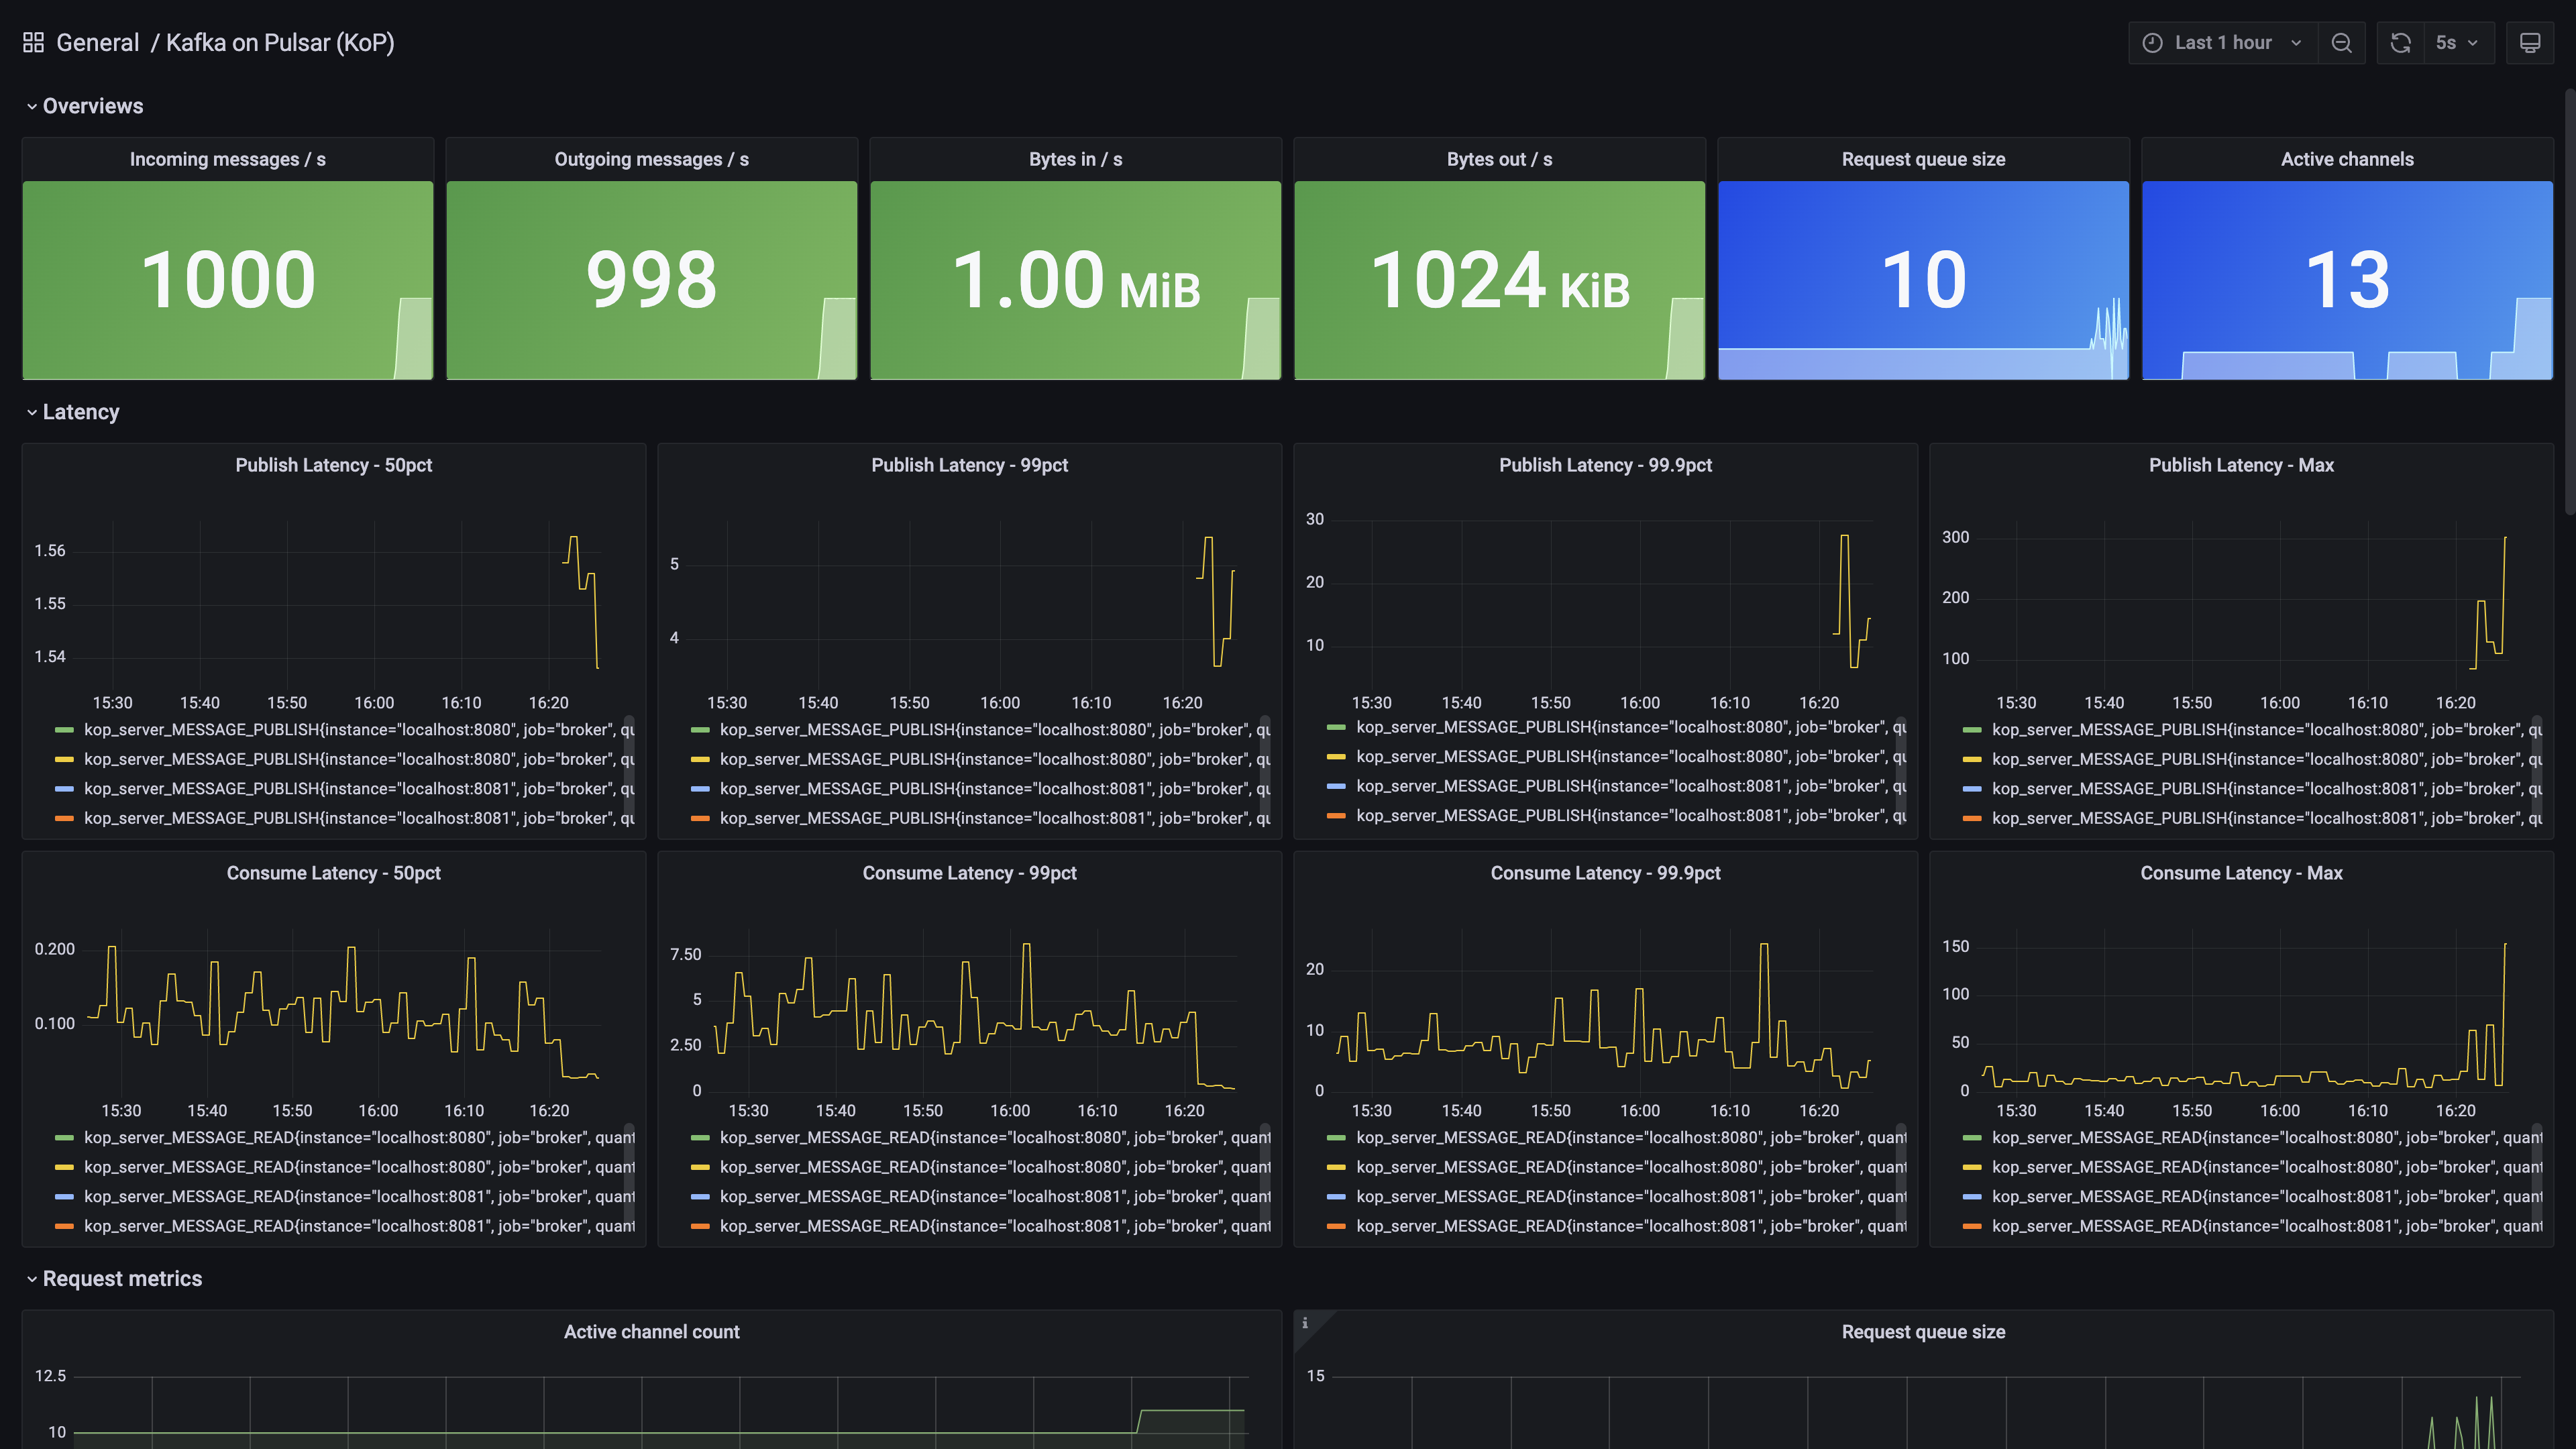 General / Kafka on Pulsar (KoP)
Last 1 hour
5s
Overviews
Incoming messages / s
Outgoing messages / s
Bytes in / s
Bytes out / s
Request queue size
Active channels
1000
998
1.00 MiB
1024 KiB
10
13
Latency
Publish Latency - 50pct
1.56
1.55
1.54
15:30 15:40 15:50 16:00 16:10 16:20
kop_server_MESSAGE_PUBLISH{instance="localhost:8080", job="broker", qu
kop_server_MESSAGE_PUBLISH{instance="localhost:8080", job="broker", qu
kop_server_MESSAGE_PUBLISH{instance="localhost:8081", job="broker", qu
kop_server_MESSAGE_PUBLISH{instance="localhost:8081", job="broker", qu
Publish Latency - 99pct
5
4
15:30 15:40 15:50 16:00 16:10 16:20
kop_server_MESSAGE_PUBLISH{instance="localhost:8080", job="broker", qu
kop_server_MESSAGE_PUBLISH{instance="localhost:8080", job="broker", qu
kop_server_MESSAGE_PUBLISH{instance="localhost:8081", job="broker", qu
kop_server_MESSAGE_PUBLISH{instance="localhost:8081", job="broker", qu
Publish Latency - 99.9pct
30
20
10
15:30 15:40 15:50 16:00 16:10 16:20
kop_server_MESSAGE_PUBLISH{instance="localhost:8080", job="broker", qu
kop_server_MESSAGE_PUBLISH{instance="localhost:8080", job="broker", qu
kop_server_MESSAGE_PUBLISH{instance="localhost:8081", job="broker", qu
kop_server_MESSAGE_PUBLISH{instance="localhost:8081", job="broker", qu
Publish Latency - Max
300
200
100
15:30 15:40 15:50 16:00 16:10 16:20
kop_server_MESSAGE_PUBLISH{instance="localhost:8080", job="broker", qu
kop_server_MESSAGE_PUBLISH{instance="localhost:8080", job="broker", qu
kop_server_MESSAGE_PUBLISH{instance="localhost:8081", job="broker", qu
kop_server_MESSAGE_PUBLISH{instance="localhost:8081", job="broker", qu
Consume Latency - 50pct
0.200
0.100
15:30 15:40 15:50 16:00 16:10 16:20
kop_server_MESSAGE_READ{instance="localhost:8080", job="broker", quant
kop_server_MESSAGE_READ{instance="localhost:8080", job="broker", quant
kop_server_MESSAGE_READ{instance="localhost:8081", job="broker", quant
kop_server_MESSAGE_READ{instance="localhost:8081", job="broker", quant
Consume Latency - 99pct
7.50
5
2.50
0
15:30 15:40 15:50 16:00 16:10 16:20
kop_server_MESSAGE_READ{instance="localhost:8080", job="broker", quant
kop_server_MESSAGE_READ{instance="localhost:8080", job="broker", quant
kop_server_MESSAGE_READ{instance="localhost:8081", job="broker", quant
kop_server_MESSAGE_READ{instance="localhost:8081", job="broker", quant
Consume Latency - 99.9pct
20
10
0
15:30 15:40 15:50 16:00 16:10 16:20
kop_server_MESSAGE_READ{instance="localhost:8080", job="broker", quant
kop_server_MESSAGE_READ{instance="localhost:8080", job="broker", quant
kop_server_MESSAGE_READ{instance="localhost:8081", job="broker", quant
kop_server_MESSAGE_READ{instance="localhost:8081", job="broker", quant
Consume Latency - Max
150
100
50
0
15:30 15:40 15:50 16:00 16:10 16:20
kop_server_MESSAGE_READ{instance="localhost:8080", job="broker", quant
kop_server_MESSAGE_READ{instance="localhost:8080", job="broker", quant
kop_server_MESSAGE_READ{instance="localhost:8081", job="broker", quant
kop_server_MESSAGE_READ{instance="localhost:8081", job="broker", quant
Request metrics
Active channel count
12.5
10
i
Request queue size
15